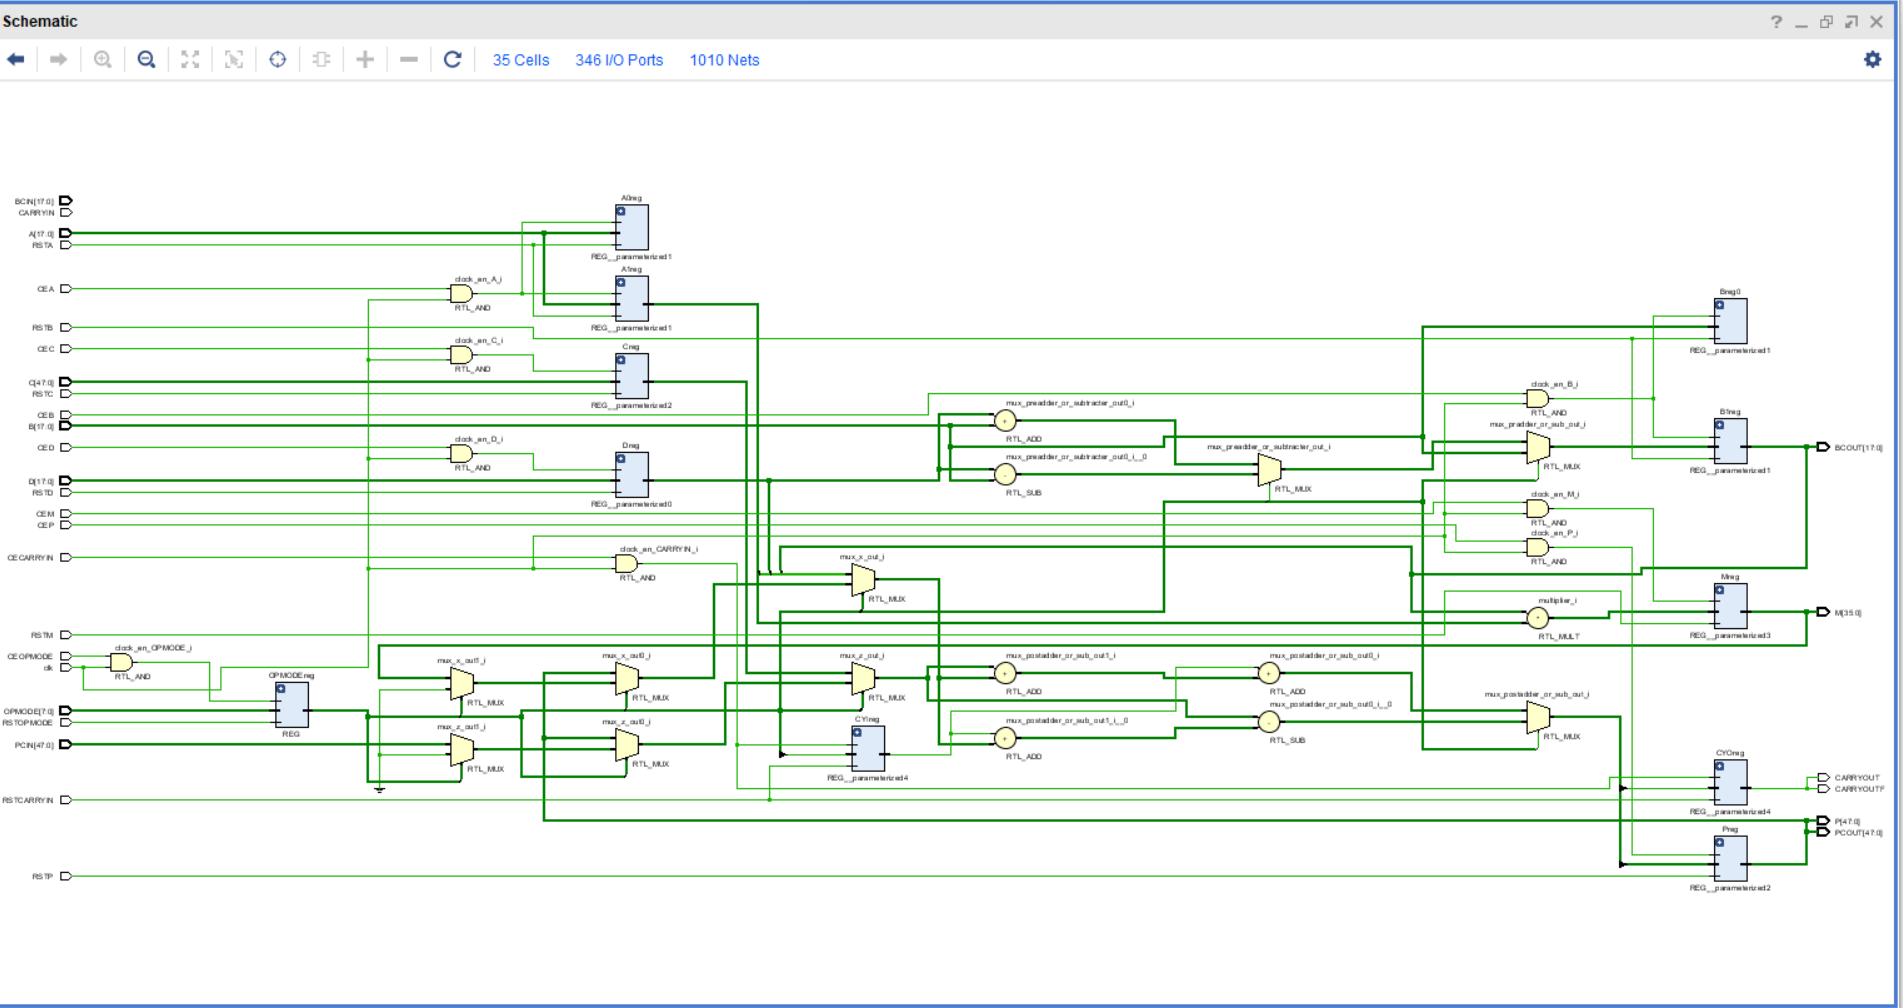 Schematic
35 Cells 346 I/O Ports 1010 Nets
BCIN[17:0]
CARRYIN
A[17:0]
RSTA
CEA
RSTB
CEC
C[47:0]
RSTC
CEB
B[17:0]
CED
D[17:0]
RSTD
CEM
CEP
CECARRYIN
RSTM
CEOPMODE
clk
OPMODE[7:0]
RSTOPMODE
PCIN[47:0]
RSTCARRYIN
RSTP
clock_en_OPMODE_i
RTL_AND
OPMODEreg
REG
clock_en_A_i
RTL_AND
clock_en_C_i
RTL_AND
clock_en_D_i
RTL_AND
mux_x_out1_i
RTL_MUX
mux_z_out1_i
RTL_MUX
A0reg
REG__parameterized1
A1reg
REG__parameterized1
Creg
REG__parameterized2
Dreg
REG__parameterized0
clock_en_CARRYIN_i
RTL_AND
mux_x_out0_i
RTL_MUX
mux_z_out0_i
RTL_MUX
mux_x_out_i
RTL_MUX
mux_z_out_i
RTL_MUX
CYIreg
REG__parameterized4
mux_preadder_or_subtracter_out0_i
RTL_ADD
mux_preadder_or_subtracter_out0_i__0
RTL_SUB
mux_postadder_or_sub_out1_i
RTL_ADD
mux_postadder_or_sub_out1_i__0
RTL_ADD
mux_preadder_or_subtracter_out_i
RTL_MUX
mux_postadder_or_sub_out0_i
RTL_ADD
mux_postadder_or_sub_out0_i__0
RTL_SUB
clock_en_B_i
RTL_AND
mux_pradder_or_sub_out_i
RTL_MUX
clock_en_M_i
RTL_AND
clock_en_P_i
RTL_AND
multiplier_i
RTL_MULT
mux_postadder_or_sub_out_i
RTL_MUX
Breg0
REG__parameterized1
B1reg
REG__parameterized1
Mreg
REG__parameterized3
CYOreg
REG__parameterized4
Preg
REG__parameterized2
BCOUT[17:0]
M[35:0]
CARRYOUT
CARRYOUTF
P[47:0]
PCOUT[47:0]